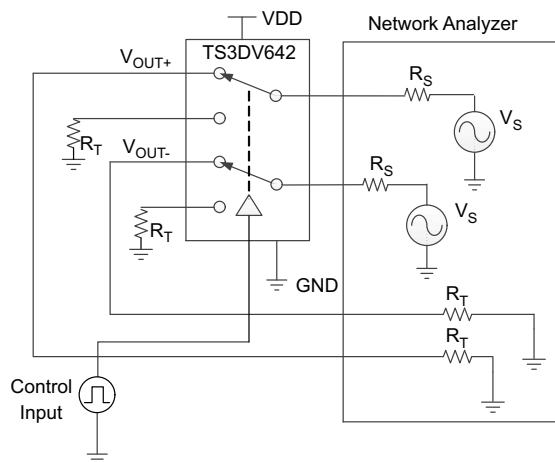 VDD
Network Analyzer
TS3DV642
VOUT+
RS
VS
RT
VOUT-
RS
VS
RT
GND
RT
RT
Control
Input